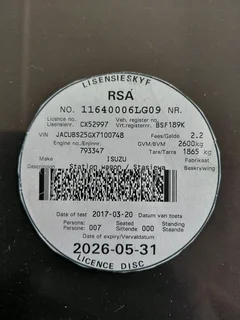 LISENSIESKYF
RSA
NO. 11640006LG09 NR.
Licence no./ Lisensienr. CX52997 Veh. register no./ Vrt.registernr. BSF189K
VIN JACUBS25GX7100748 Fees/Gelde 2.2
Engine no./Enjinnr. 793347 GVM/BVM 2600kg
Tare/Tarra 1865 kg
Make ISUZU Fabrikaat
Description Station wagon / Stasiewa Beskrywing
Date of test 2017-03-20 Datum van toets
Persons: Seated Standing
Persone: 007 Sittende 000 Staande
Date of expiry/Vervaldatum
2026-05-31
LICENCE DISC